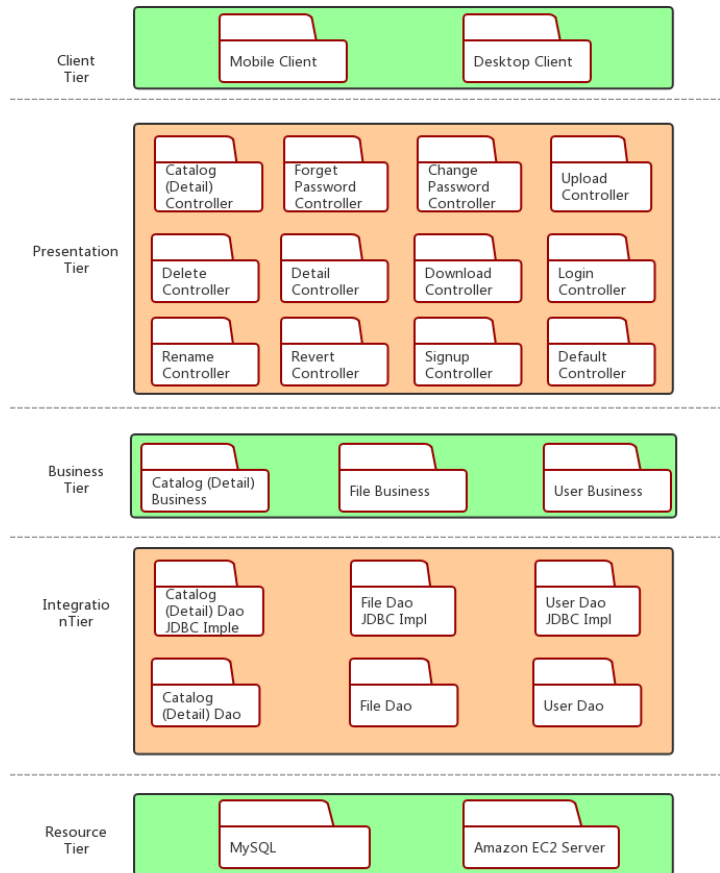 Client
Tier
Mobile Client
Desktop Client
Presentation
Tier
Catalog
(Detail)
Controller
Forget
Password
Controller
Change
Password
Controller
Upload
Controller
Delete
Controller
Detail
Controller
Download
Controller
Login
Controller
Rename
Controller
Revert
Controller
Signup
Controller
Default
Controller
Business
Tier
Catalog (Detail)
Business
File Business
User Business
Integratio
nTier
Catalog
(Detail) Dao
JDBC Imple
File Dao
JDBC Impl
User Dao
JDBC Impl
Catalog
(Detail) Dao
File Dao
User Dao
Resource
Tier
MySQL
Amazon EC2 Server